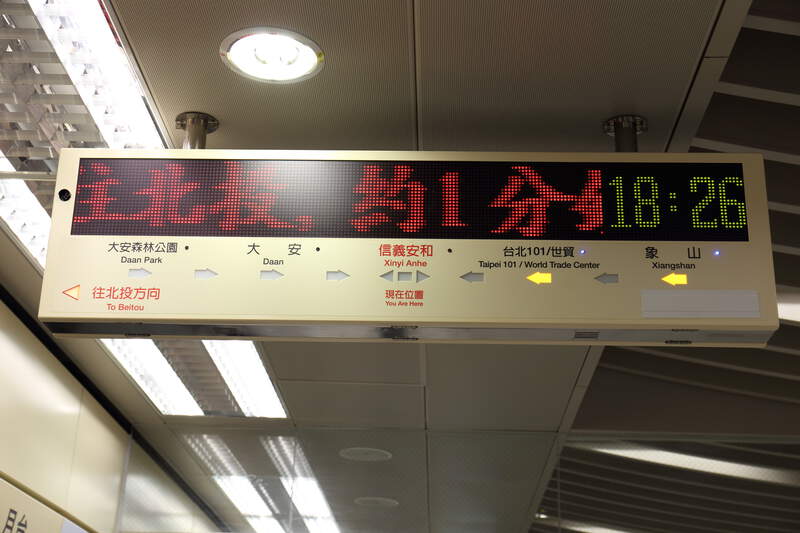 往北投, 約1分 18:26
大安森林公園 大安 信義安和 台北101/世貿 象山
Daan Park Daan Xinyi Anhe Taipei 101 / World Trade Center Xiangshan
往北投方向 現在位置
To Beitou You Are Here